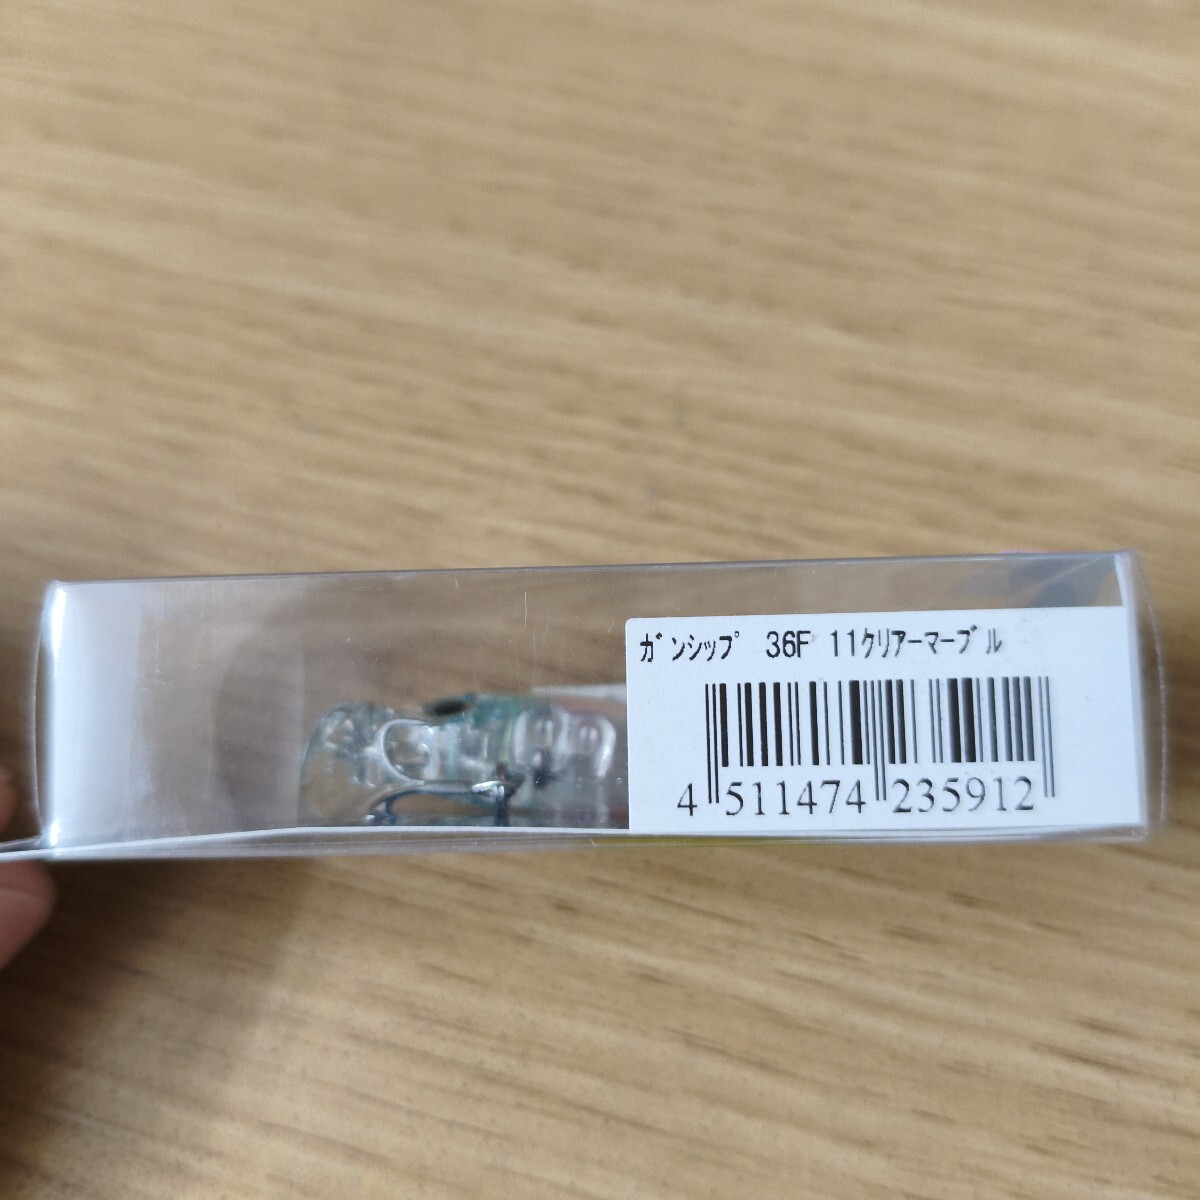 ｶﾞﾝｼｯﾌﾟ 36F 11ｸﾘｱｰﾏｰﾌﾞﾙ
4 511474 235912